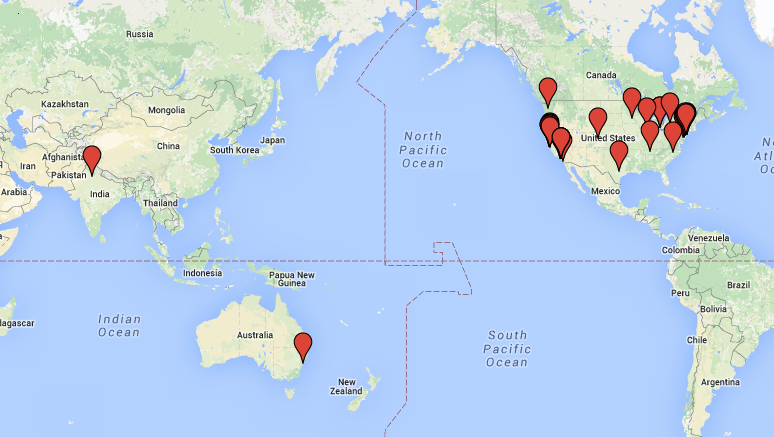 Russia
Canada
Kazakhstan
Mongolia
North
Pacific
Ocean
United States
Japan
South Korea
China
Afghanista
Iran
Pakistan
Arabia
India
Thailand
Mexico
N
Atl
Oc
Venezuela
Colombia
Indonesia
Papua New
Guinea
Brazil
Peru
Bolivia
lagascar
Indian
Ocean
Australia
South
Pacific
Ocean
Chile
New
Zealand
Argentina